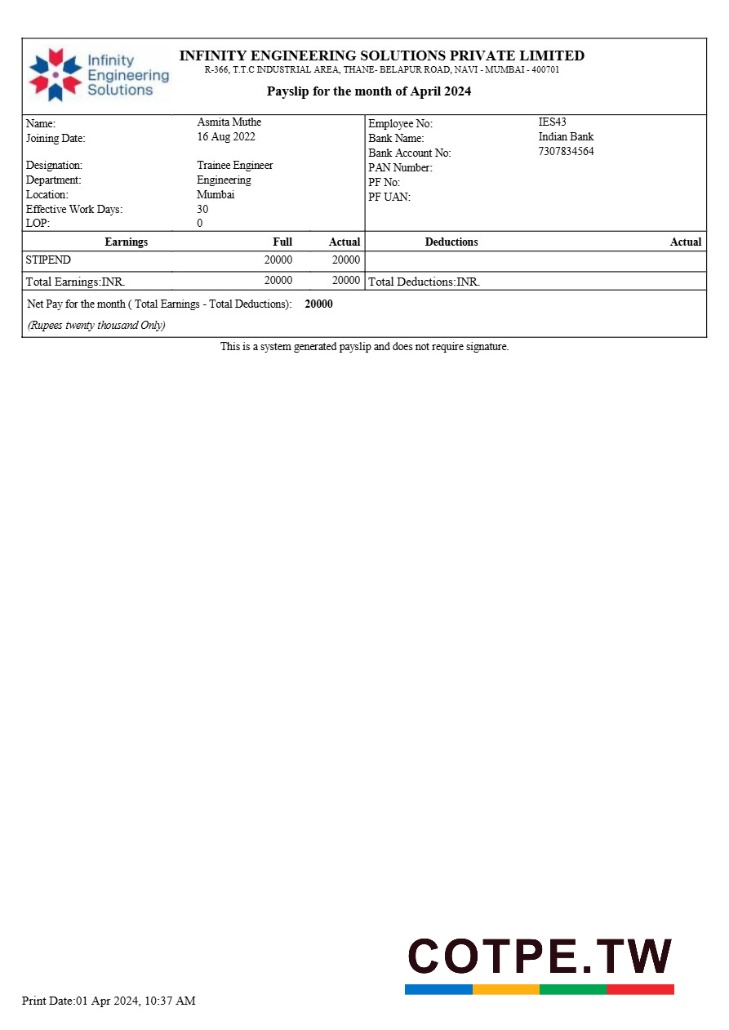 Infinity
Engineering
Solutions
INFINITY ENGINEERING SOLUTIONS PRIVATE LIMITED
R-366, T.T.C INDUSTRIAL AREA, THANE- BELAPUR ROAD, NAVI - MUMBAI - 400701
Payslip for the month of April 2024
Name: Asmita Muthe Employee No: IES43
Joining Date: 16 Aug 2022 Bank Name: Indian Bank
Bank Account No: 7307834564
Designation: Trainee Engineer PAN Number:
Department: Engineering PF No:
Location: Mumbai PF UAN:
Effective Work Days: 30
LOP: 0
Earnings Full Actual Deductions Actual
STIPEND 20000 20000
Total Earnings:INR. 20000 20000 Total Deductions:INR.
Net Pay for the month ( Total Earnings - Total Deductions): 20000
(Rupees twenty thousand Only)
This is a system generated payslip and does not require signature.
COTPE.TW
Print Date:01 Apr 2024, 10:37 AM